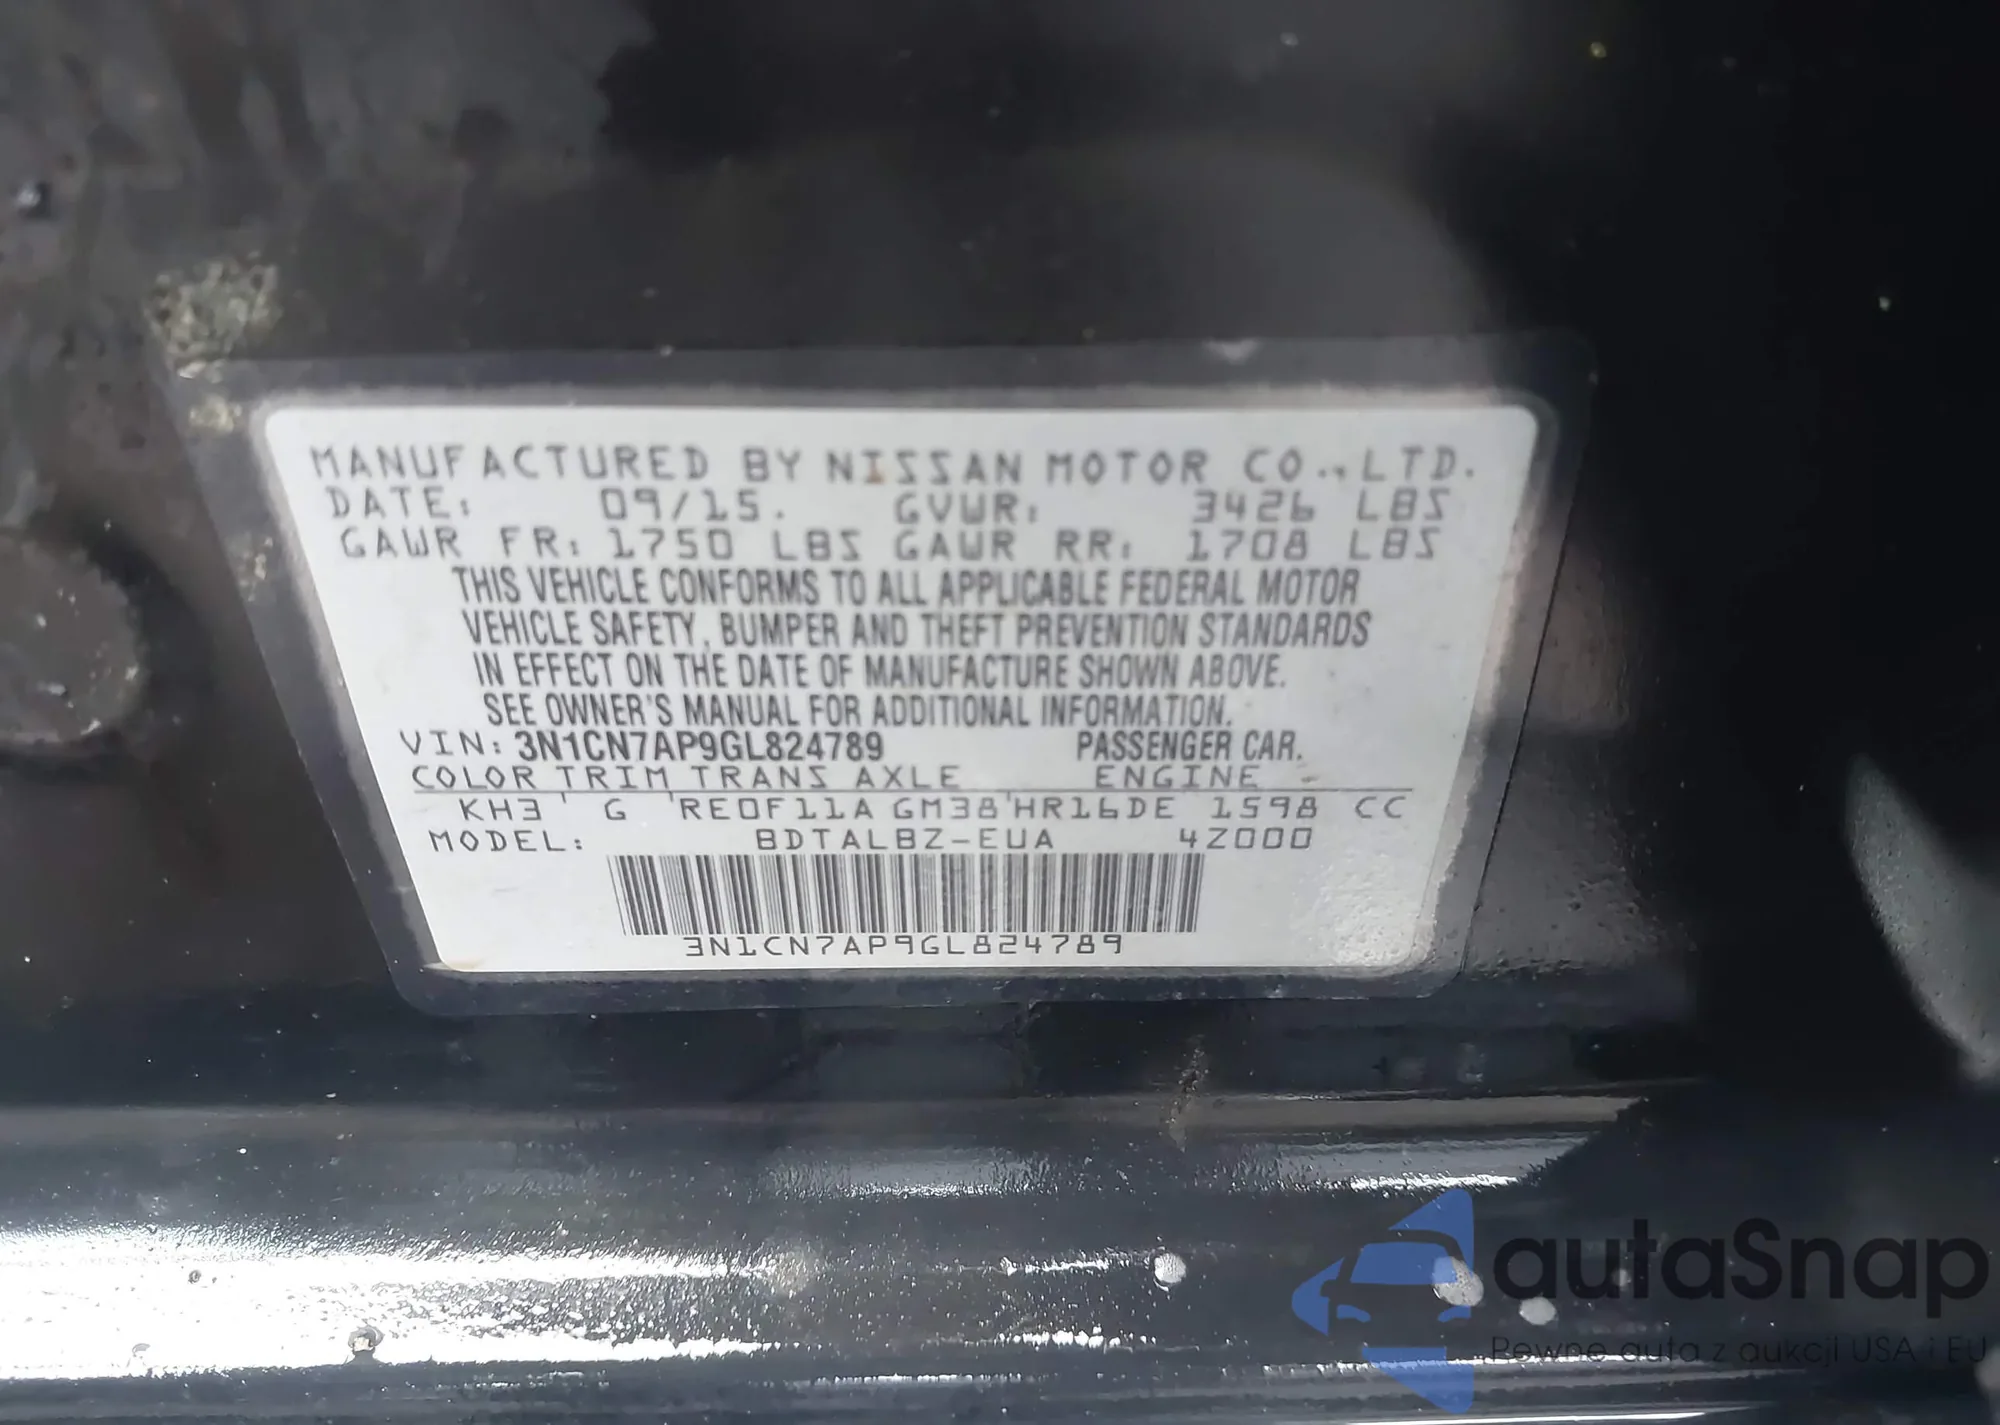 MANUFACTURED BY NISSAN MOTOR CO., LTD.
DATE: 09/15. GVWR: 3426 LBS
GAWR FR: 1750 LBS GAWR RR: 1708 LBS
THIS VEHICLE CONFORMS TO ALL APPLICABLE FEDERAL MOTOR
VEHICLE SAFETY, BUMPER AND THEFT PREVENTION STANDARDS
IN EFFECT ON THE DATE OF MANUFACTURE SHOWN ABOVE.
SEE OWNER'S MANUAL FOR ADDITIONAL INFORMATION.
VIN: 3N1CN7AP9GL824789 PASSENGER CAR.
COLOR TRIM TRANS AXLE ENGINE
KH3 ' G 'RE0F11A GM38'HR16DE 1598 CC
MODEL: BDTALBZ-EUA 4Z000
3N1CN7AP9GL824789
autaSnap
Pewne auta z aukcji USA i EU